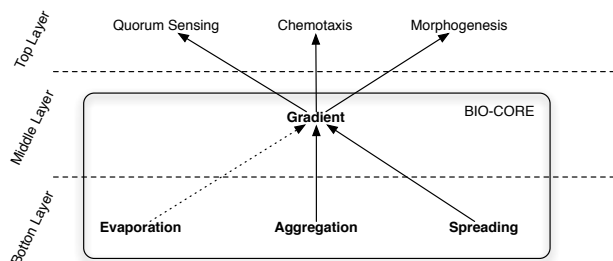 Top Layer
Quorum Sensing
Chemotaxis
Morphogenesis
Middle Layer
BIO-CORE
Gradient
Botton Layer
Evaporation
Aggregation
Spreading